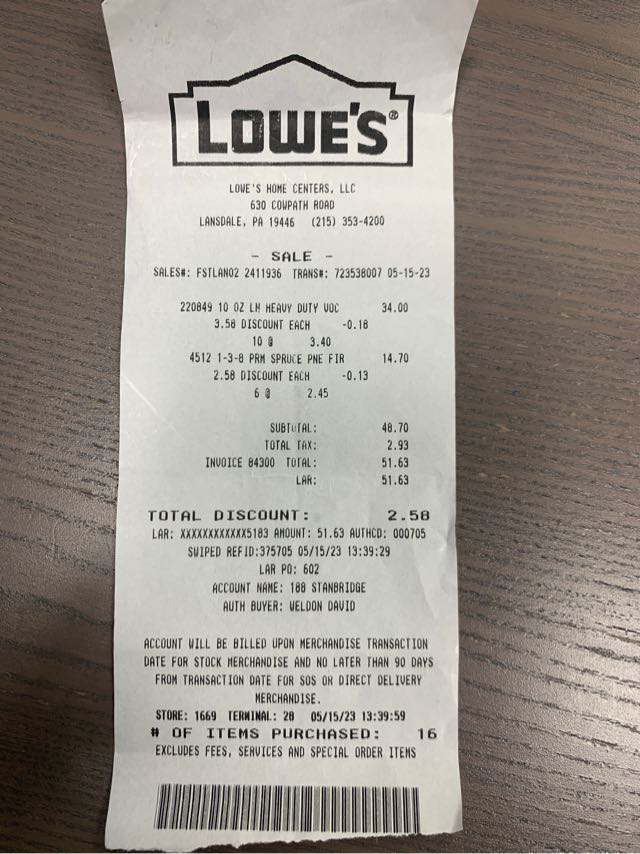 LOWE'S®
LOWE'S HOME CENTERS, LLC
630 COWPATH ROAD
LANSDALE, PA 19446 (215) 353-4200
- SALE -
SALES#: FSTLAN02 2411936 TRANS#: 723538007 05-15-23
220849 10 OZ LN HEAVY DUTY VOC 34.00
3.58 DISCOUNT EACH -0.18
10 @ 3.40
4512 1-3-8 PRM SPRUCE PNE FIR 14.70
2.58 DISCOUNT EACH -0.13
6 @ 2.45
SUBTOTAL: 48.70
TOTAL TAX: 2.93
INVOICE 84300 TOTAL: 51.63
LAR: 51.63
TOTAL DISCOUNT: 2.58
LAR: XXXXXXXXXXXX5183 AMOUNT: 51.63 AUTHCD: 000705
SWIPED REFID:375705 05/15/23 13:39:29
LAR PO: 602
ACCOUNT NAME: 188 STANBRIDGE
AUTH BUYER: WELDON DAVID
ACCOUNT WILL BE BILLED UPON MERCHANDISE TRANSACTION
DATE FOR STOCK MERCHANDISE AND NO LATER THAN 90 DAYS
FROM TRANSACTION DATE FOR SOS OR DIRECT DELIVERY
MERCHANDISE.
STORE: 1669 TERMINAL: 28 05/15/23 13:39:59
# OF ITEMS PURCHASED: 16
EXCLUDES FEES, SERVICES AND SPECIAL ORDER ITEMS